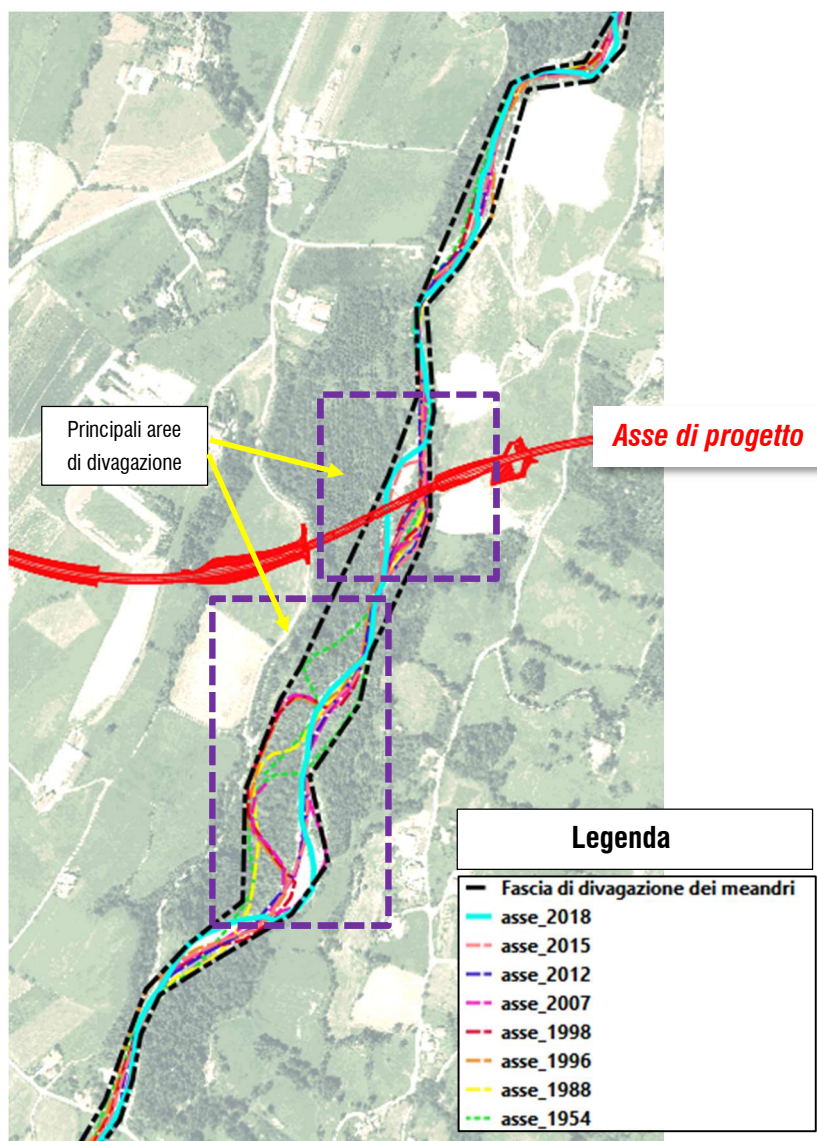 Principali aree
di divagazione
Asse di progetto
Legenda
Fascia di divagazione dei meandri
asse_2018
asse_2015
asse_2012
asse_2007
asse_1998
asse_1996
asse_1988
asse_1954